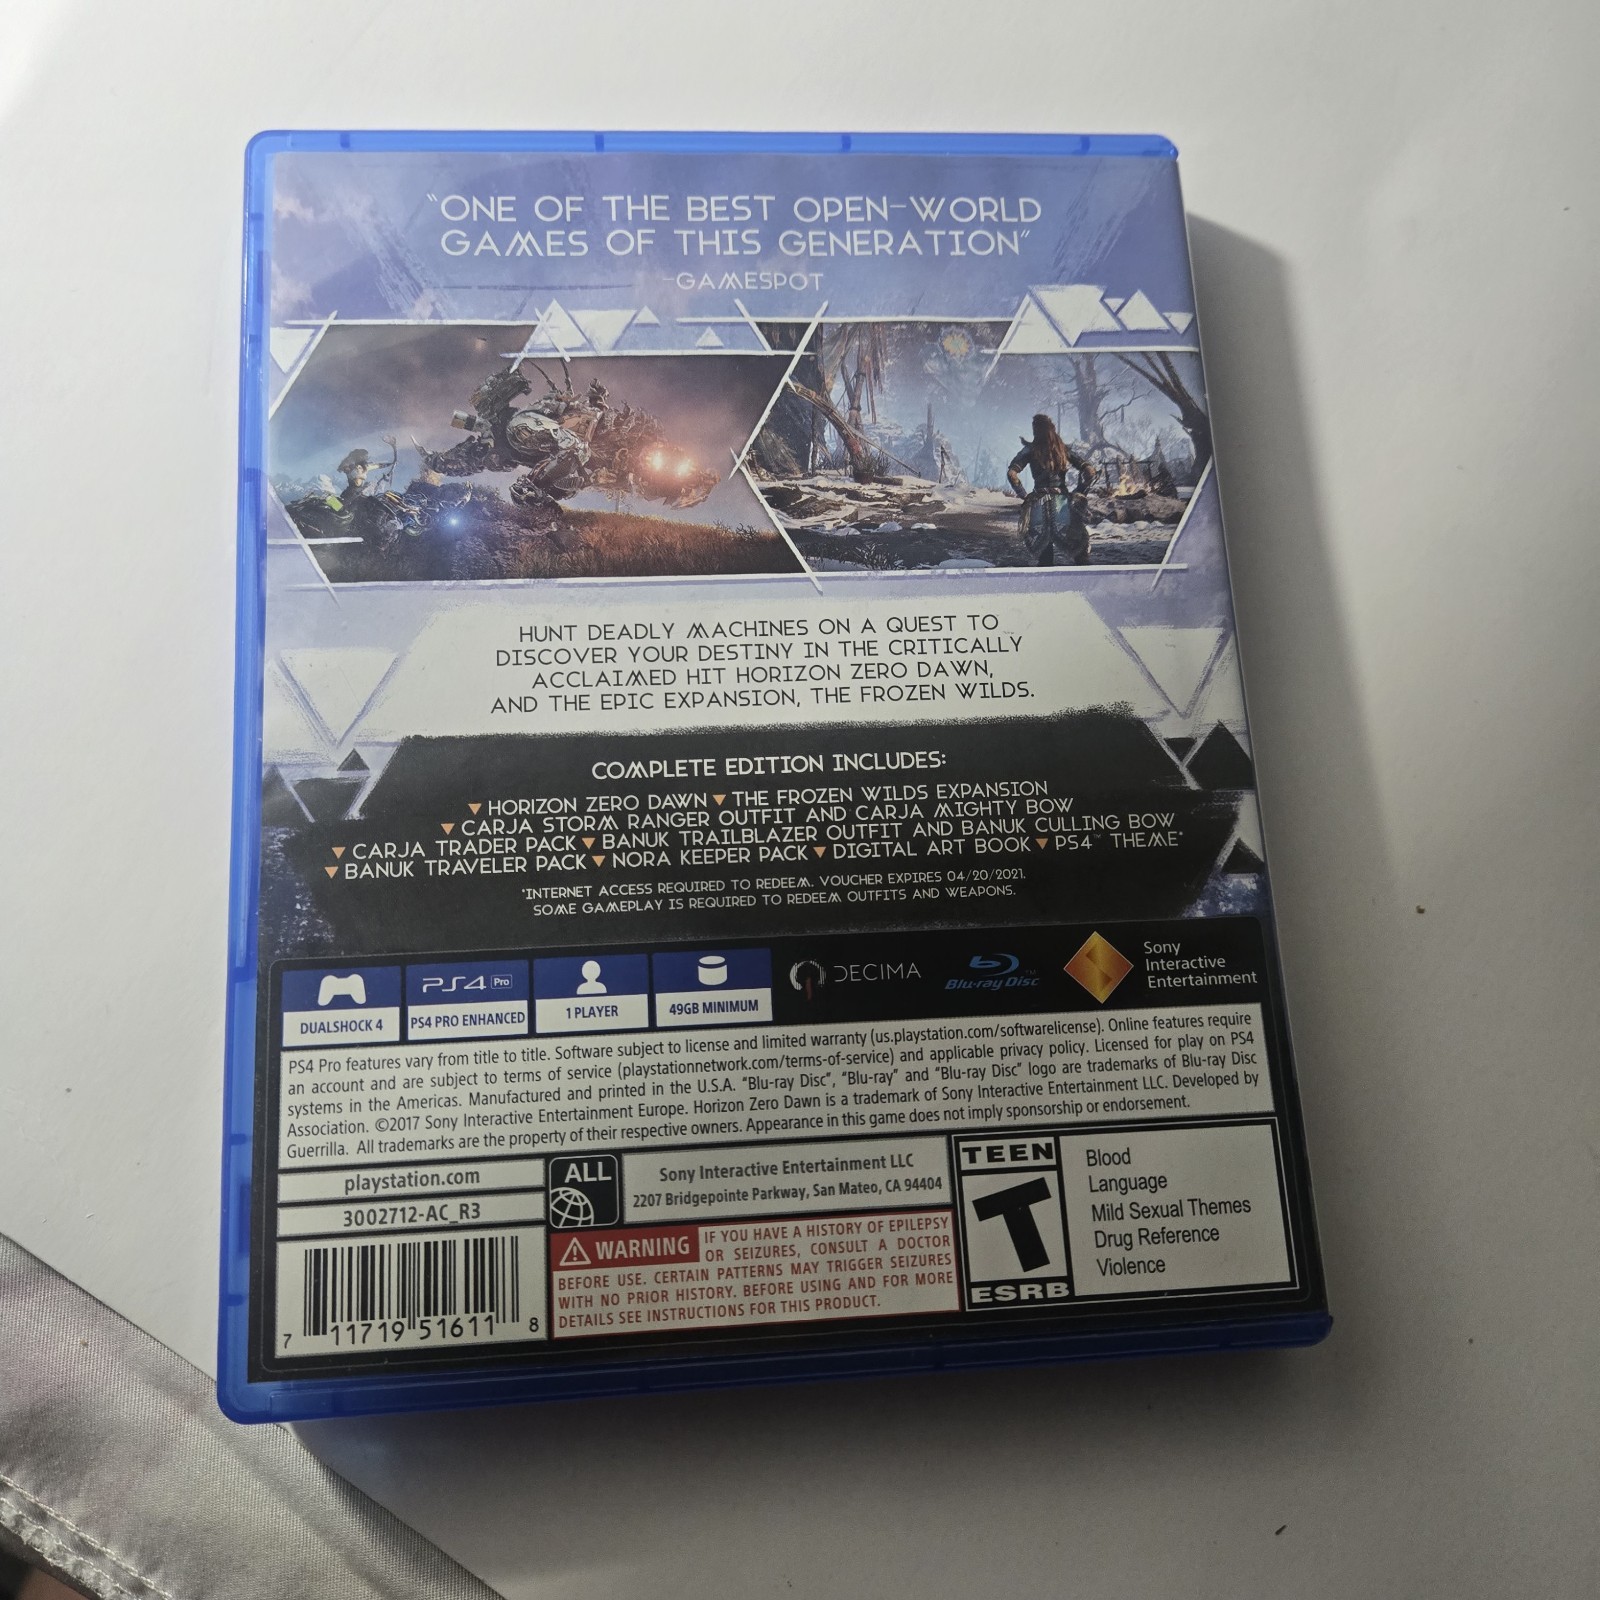 "ONE OF THE BEST OPEN-WORLD
GAMES OF THIS GENERATION"
-GAMESPOT
HUNT DEADLY MACHINES ON A QUEST TO
DISCOVER YOUR DESTINY IN THE CRITICALLY
ACCLAIMED HIT HORIZON ZERO DAWN,
AND THE EPIC EXPANSION, THE FROZEN WILDS.
COMPLETE EDITION INCLUDES:
▼ HORIZON ZERO DAWN ▼ THE FROZEN WILDS EXPANSION
▼ CARJA STORM RANGER OUTFIT AND CARJA MIGHTY BOW
▼ CARJA TRADER PACK ▼ BANUK TRAILBLAZER OUTFIT AND BANUK CULLING BOW
▼ BANUK TRAVELER PACK ▼ NORA KEEPER PACK ▼ DIGITAL ART BOOK ▼ PS4™ THEME*
*INTERNET ACCESS REQUIRED TO REDEEM. VOUCHER EXPIRES 04/20/2021.
SOME GAMEPLAY IS REQUIRED TO REDEEM OUTFITS AND WEAPONS.
DUALSHOCK 4
PS4 Pro
PS4 PRO ENHANCED
1 PLAYER
49GB MINIMUM
DECIMA
Blu-ray Disc™
Sony
Interactive
Entertainment
PS4 Pro features vary from title to title. Software subject to license and limited warranty (us.playstation.com/softwarelicense). Online features require
an account and are subject to terms of service (playstationnetwork.com/terms-of-service) and applicable privacy policy. Licensed for play on PS4
systems in the Americas. Manufactured and printed in the U.S.A. "Blu-ray Disc", "Blu-ray" and "Blu-ray Disc" logo are trademarks of Blu-ray Disc
Association. ©2017 Sony Interactive Entertainment Europe. Horizon Zero Dawn is a trademark of Sony Interactive Entertainment LLC. Developed by
Guerrilla. All trademarks are the property of their respective owners. Appearance in this game does not imply sponsorship or endorsement.
playstation.com
3002712-AC_R3
7 11719 51611 8
ALL
Sony Interactive Entertainment LLC
2207 Bridgepointe Parkway, San Mateo, CA 94404
WARNING IF YOU HAVE A HISTORY OF EPILEPSY
OR SEIZURES, CONSULT A DOCTOR
BEFORE USE. CERTAIN PATTERNS MAY TRIGGER SEIZURES
WITH NO PRIOR HISTORY. BEFORE USING AND FOR MORE
DETAILS SEE INSTRUCTIONS FOR THIS PRODUCT.
TEEN
T
ESRB
Blood
Language
Mild Sexual Themes
Drug Reference
Violence